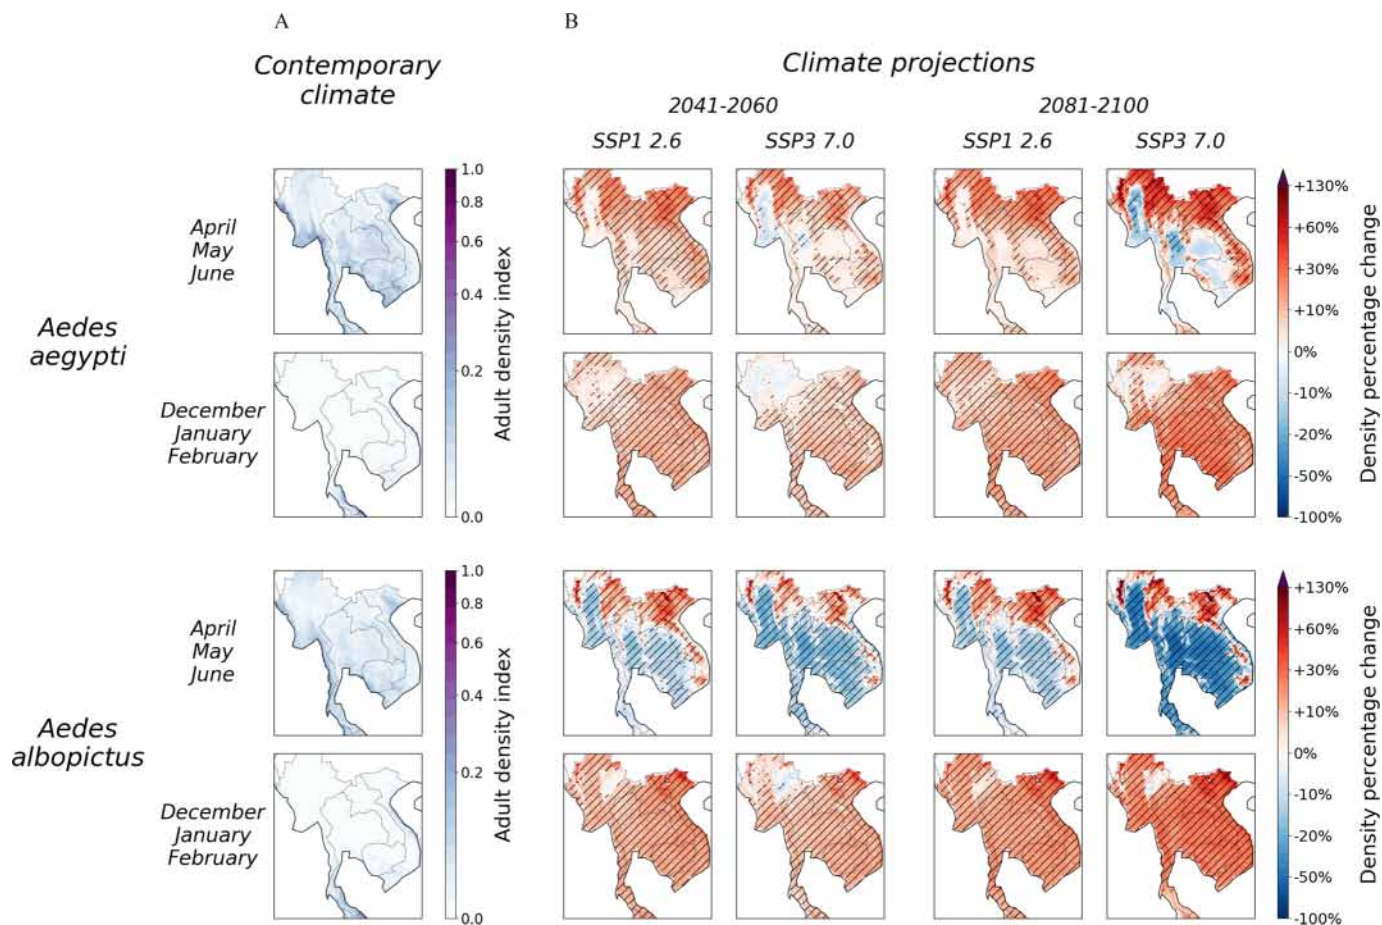 A
B
Contemporary
climate
Climate projections
2041-2060
2081-2100
SSP1 2.6
SSP3 7.0
SSP1 2.6
SSP3 7.0
Aedes
aegypti
April
May
June
December
January
February
1.0
0.8
0.6
0.4
0.2
0.0
Adult density index
+130%
+60%
+30%
+10%
0%
-10%
-20%
-50%
-100%
Density percentage change
Aedes
albopictus
April
May
June
December
January
February
1.0
0.8
0.6
0.4
0.2
0.0
Adult density index
+130%
+60%
+30%
+10%
0%
-10%
-20%
-50%
-100%
Density percentage change